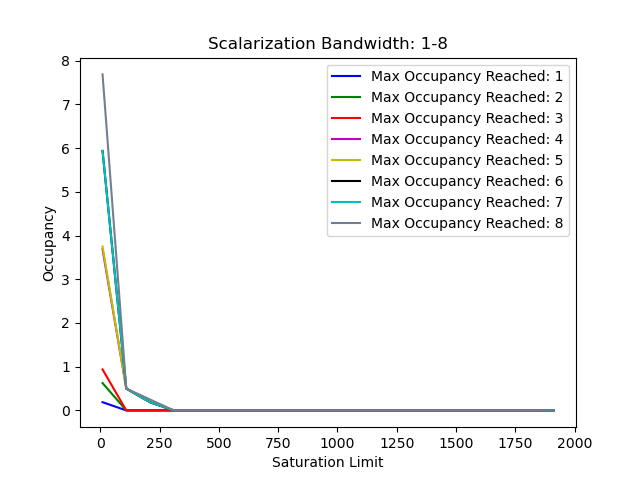 Scalarization Bandwidth: 1-8
Max Occupancy Reached: 1
Max Occupancy Reached: 2
Max Occupancy Reached: 3
Max Occupancy Reached: 4
Max Occupancy Reached: 5
Max Occupancy Reached: 6
Max Occupancy Reached: 7
Max Occupancy Reached: 8
Occupancy
8
7
6
5
4
3
2
1
0
0 250 500 750 1000 1250 1500 1750 2000
Saturation Limit